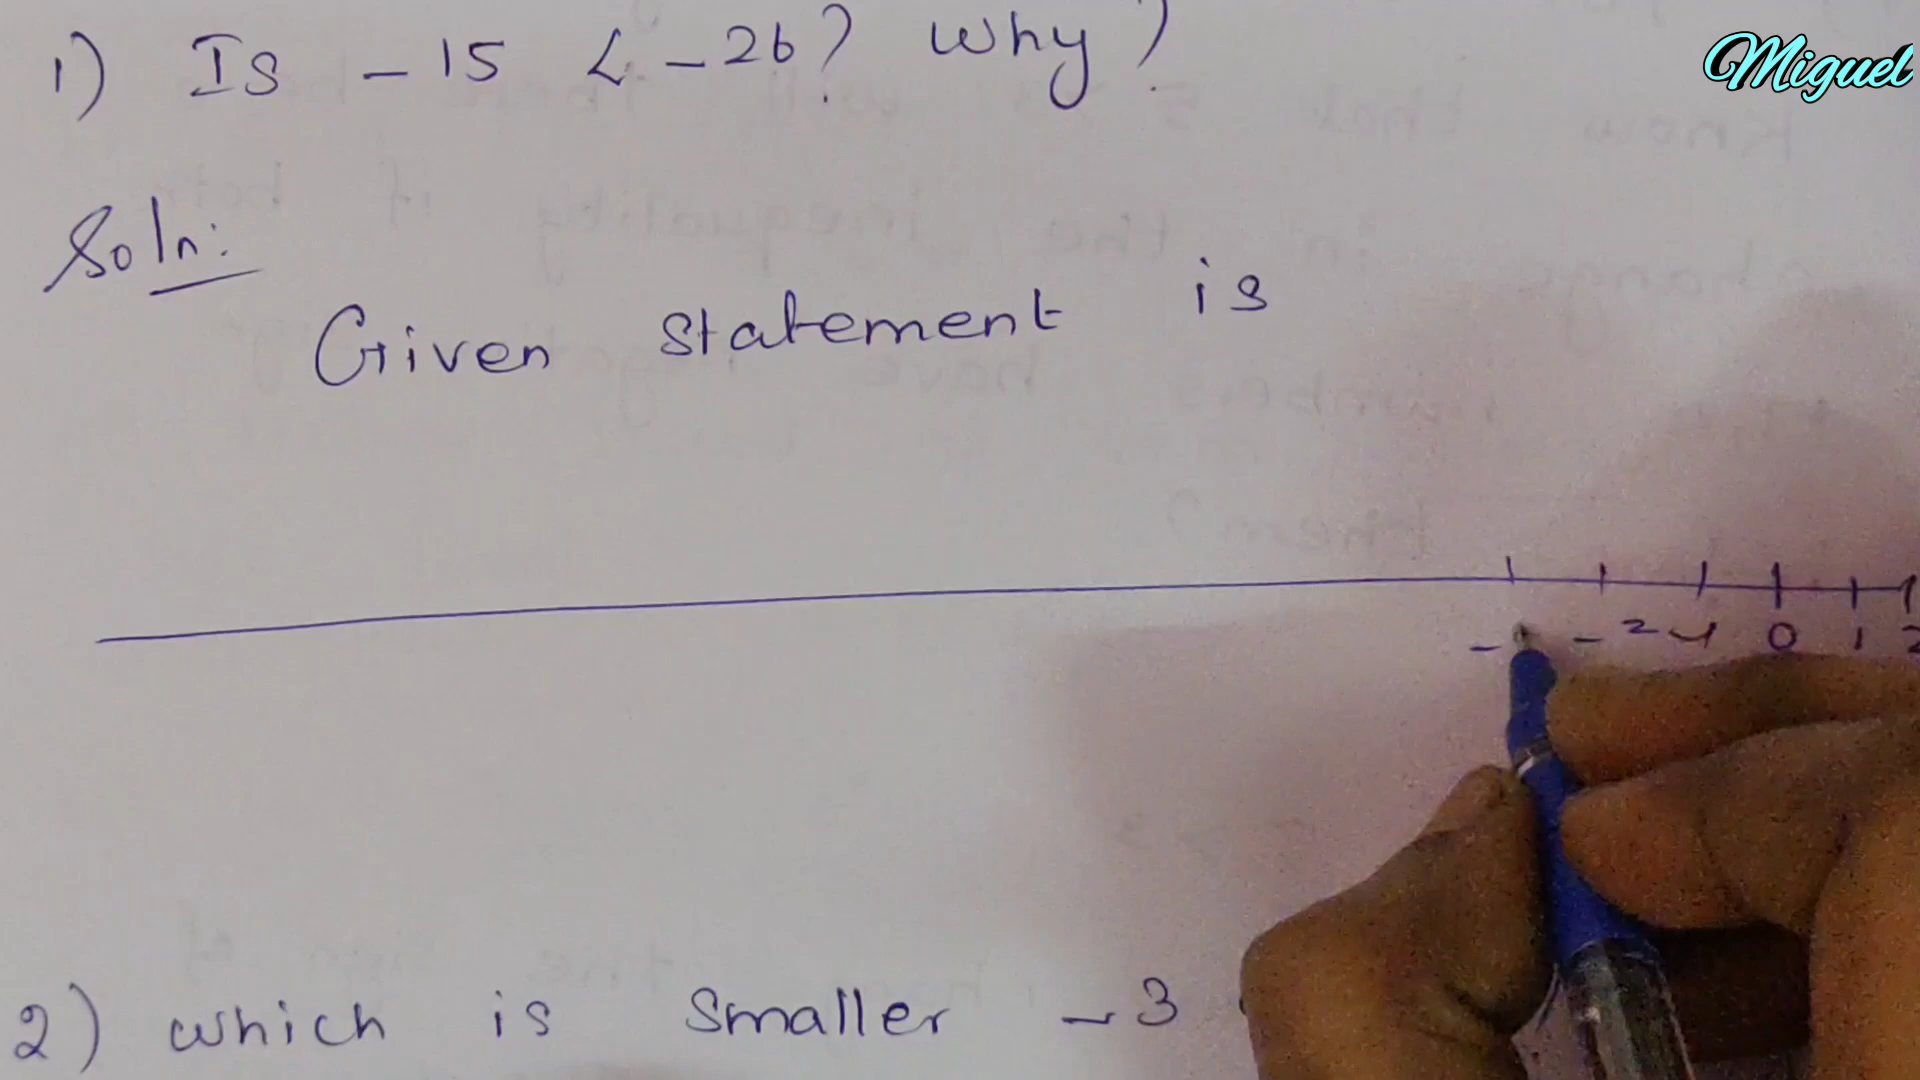 1) Is -15 < -26? Why?
Miguel
Soln:
Given statement is
- -2 -1 0 1 2
2) which is smaller -3